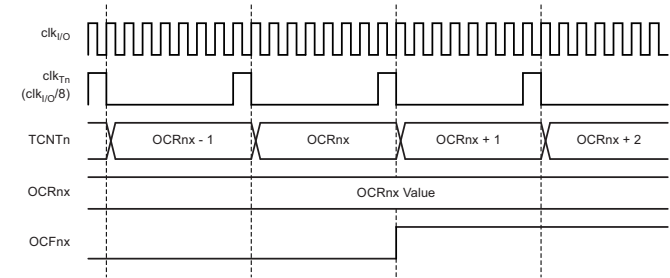 clkI/O
clkTn
(clkI/O/8)
TCNTn OCRnx - 1 OCRnx OCRnx + 1 OCRnx + 2
OCRnx OCRnx Value
OCFnx